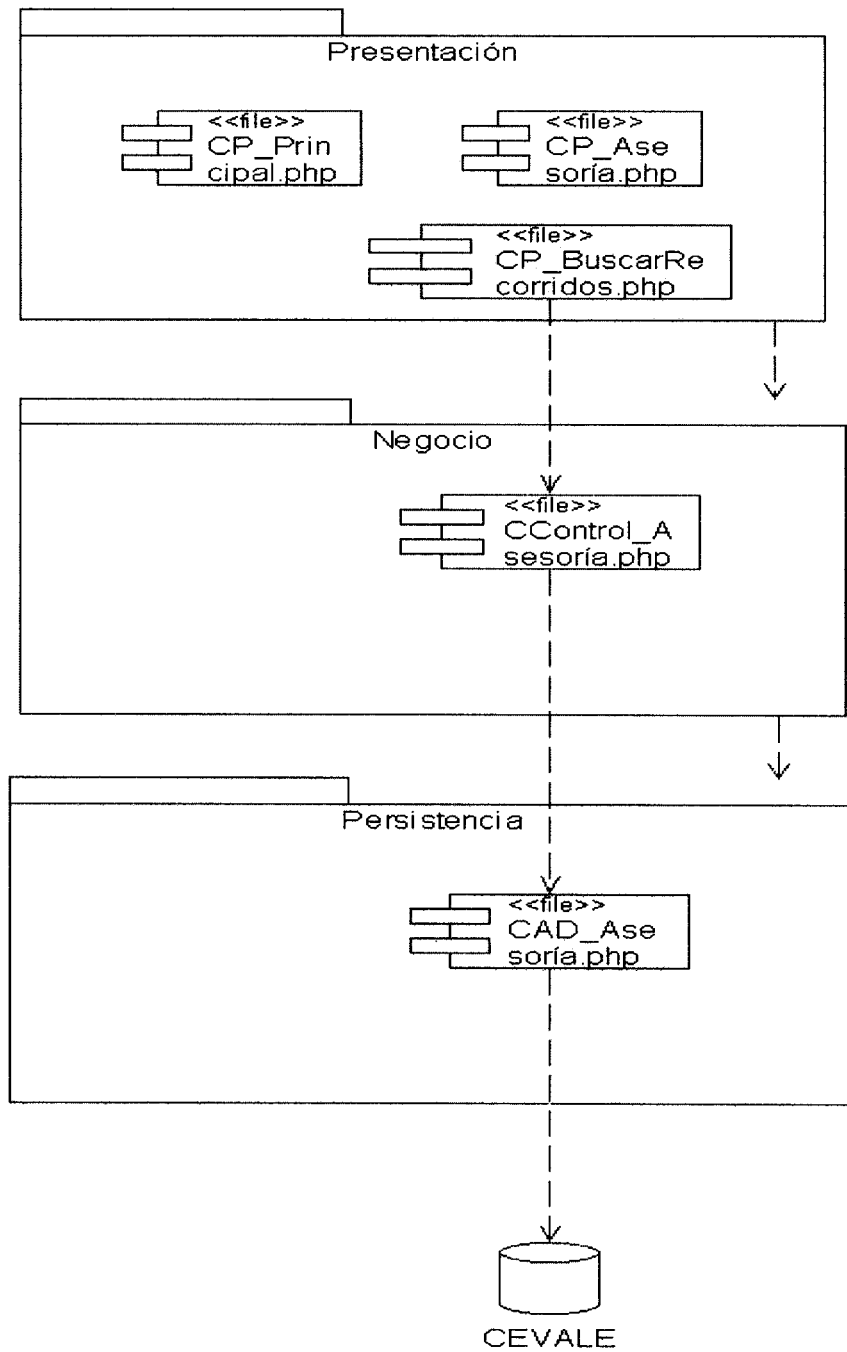 Presentación
<<file>>
CP_Prin
cipal.php
<<file>>
CP_Ase
soría.php
<<file>>
CP_BuscarRe
corridos.php
Negocio
<<file>>
CControl_A
sesoría.php
Persistencia
<<file>>
CAD_Ase
soría.php
CEVALE